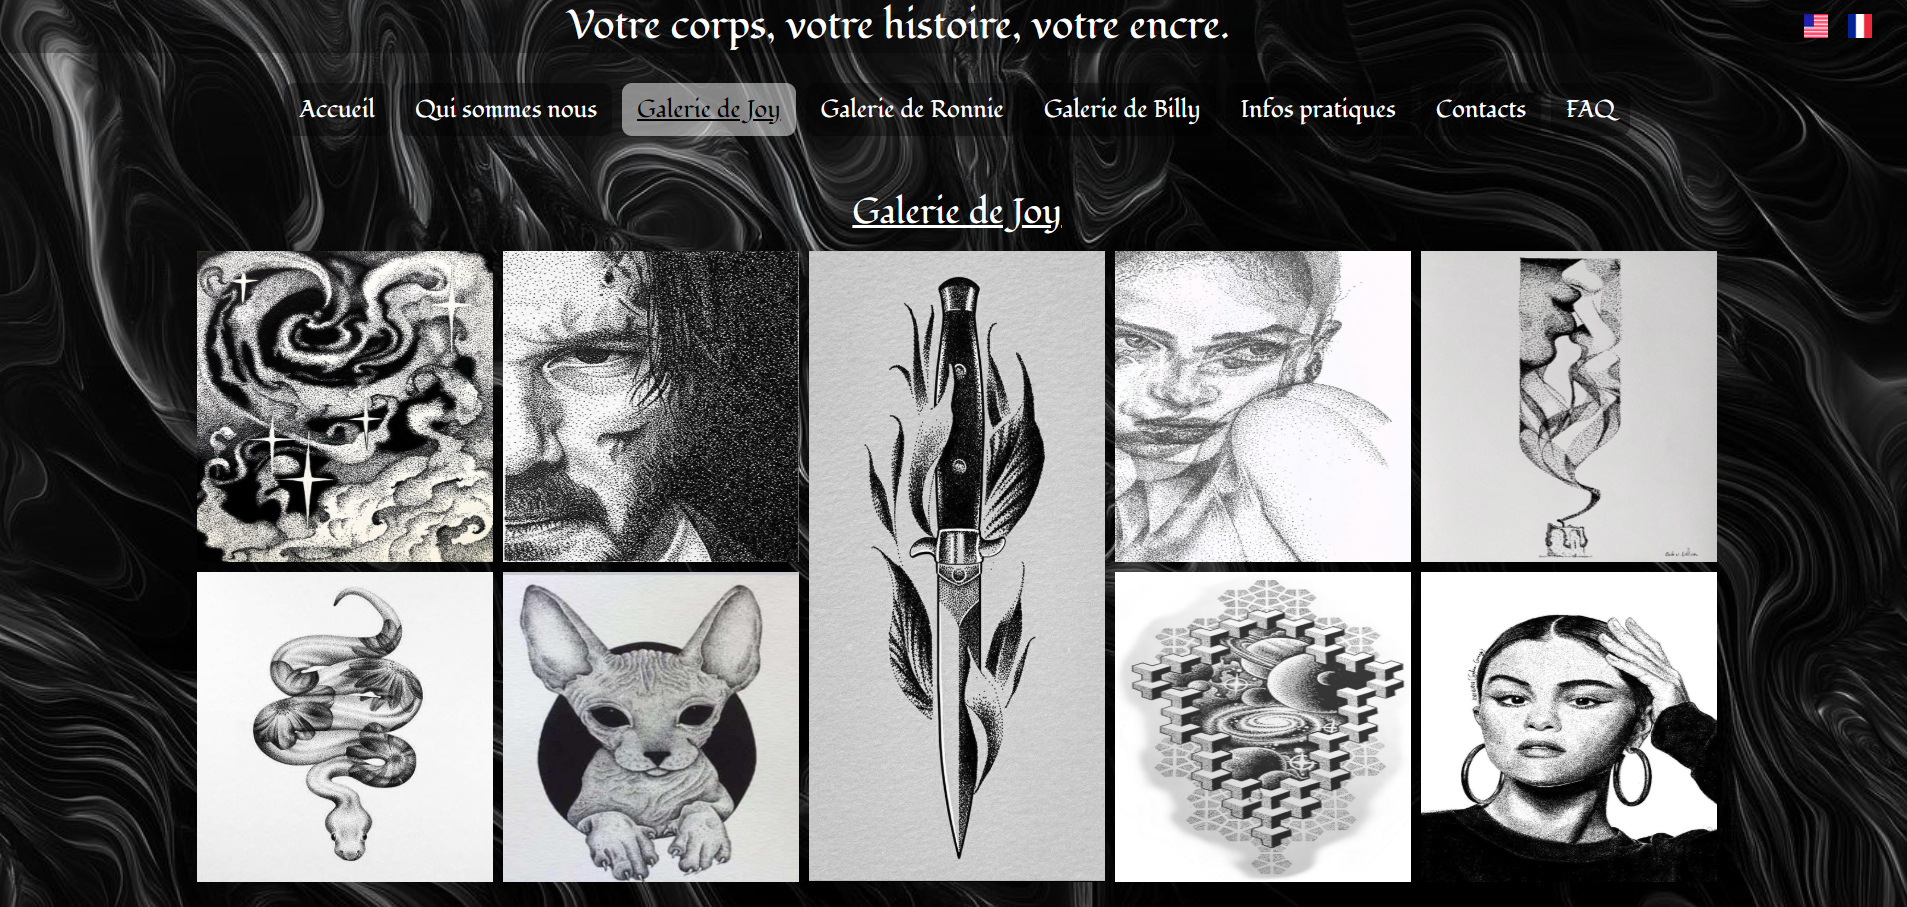 Votre corps, votre histoire, votre encre.
Accueil Qui sommes nous Galerie de Joy Galerie de Ronnie Galerie de Billy Infos pratiques Contacts FAQ
Galerie de Joy